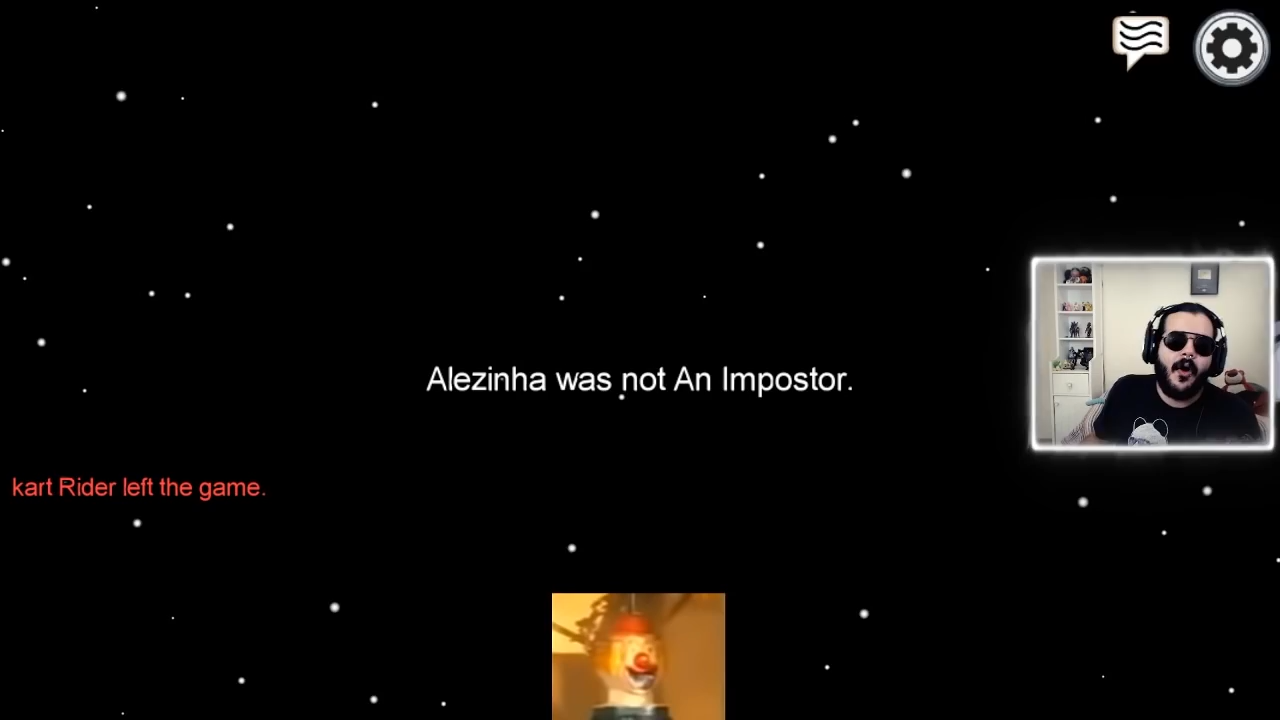 Alezinha was not An Impostor.
kart Rider left the game.